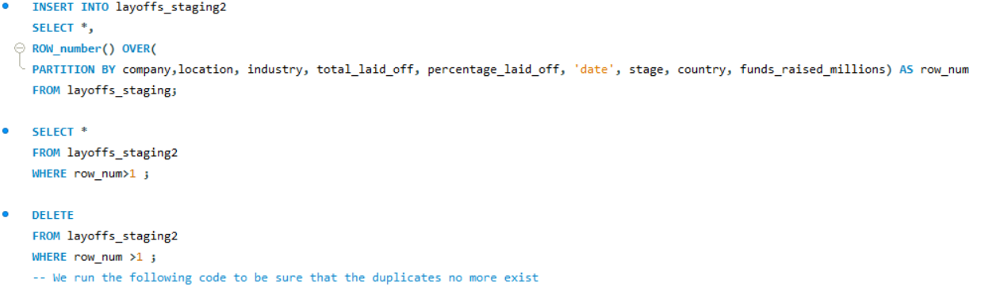 INSERT INTO layoffs_staging2
SELECT *,
ROW_number() OVER(
PARTITION BY company,location, industry, total_laid_off, percentage_laid_off, 'date', stage, country, funds_raised_millions) AS row_num
FROM layoffs_staging;
SELECT *
FROM layoffs_staging2
WHERE row_num>1 ;
DELETE
FROM layoffs_staging2
WHERE row_num >1 ;
-- We run the following code to be sure that the duplicates no more exist